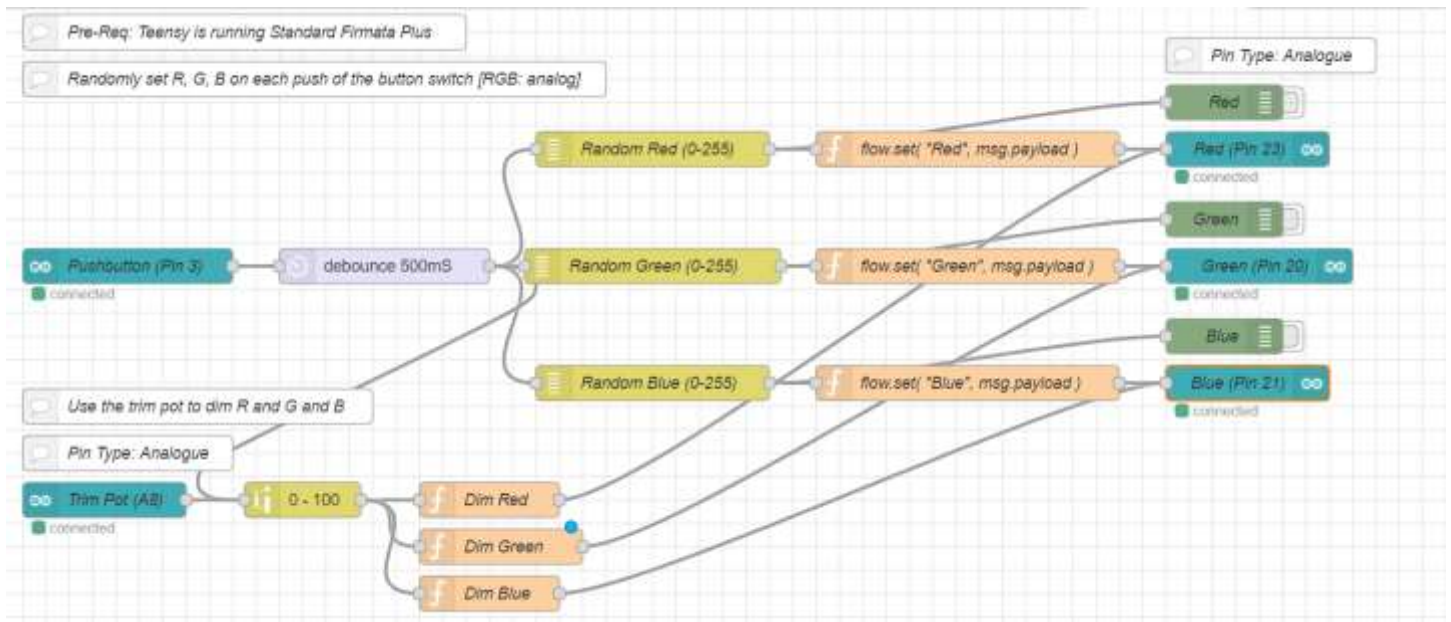 Pre-Req: Teensy is running Standard Firmata Plus
Pin Type: Analogue
Randomly set R, G, B on each push of the button switch [RGB: analog]
Red
Random Red (0-255)
flow.set( "Red", msg.payload )
Red (Pin 23)
connected
Green
Pushbutton (Pin 3)
debounce 500mS
Random Green (0-255)
flow.set( "Green", msg.payload )
Green (Pin 20)
connected
connected
Blue
Random Blue (0-255)
flow.set( "Blue", msg.payload )
Blue (Pin 21)
connected
Use the trim pot to dim R and G and B
Pin Type: Analogue
Trim Pot (A8)
0 - 100
Dim Red
connected
Dim Green
Dim Blue